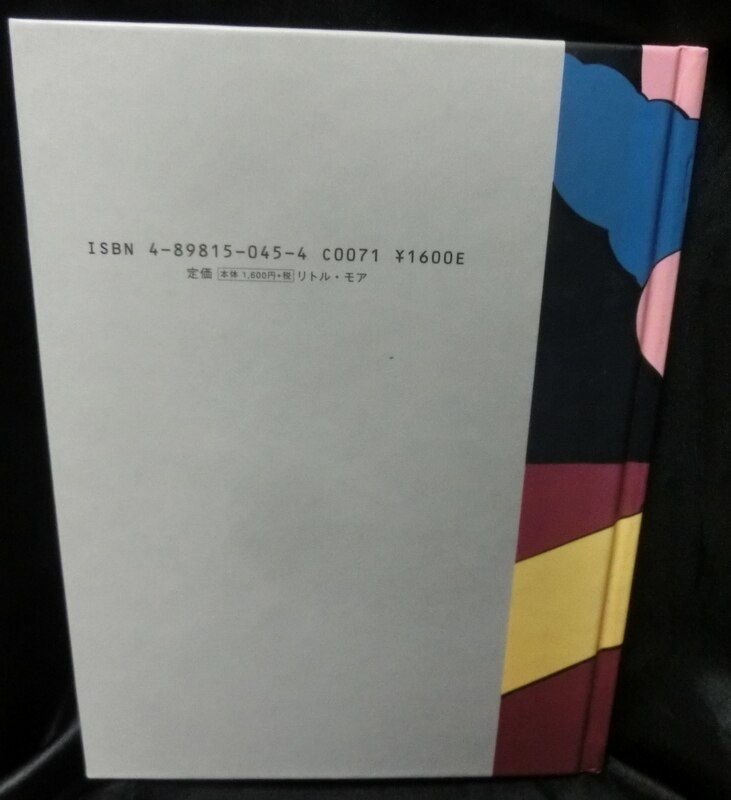 ISBN 4-89815-045-4 C0071 ¥1600E
定価 本体 1,600円+税 リトル・モア